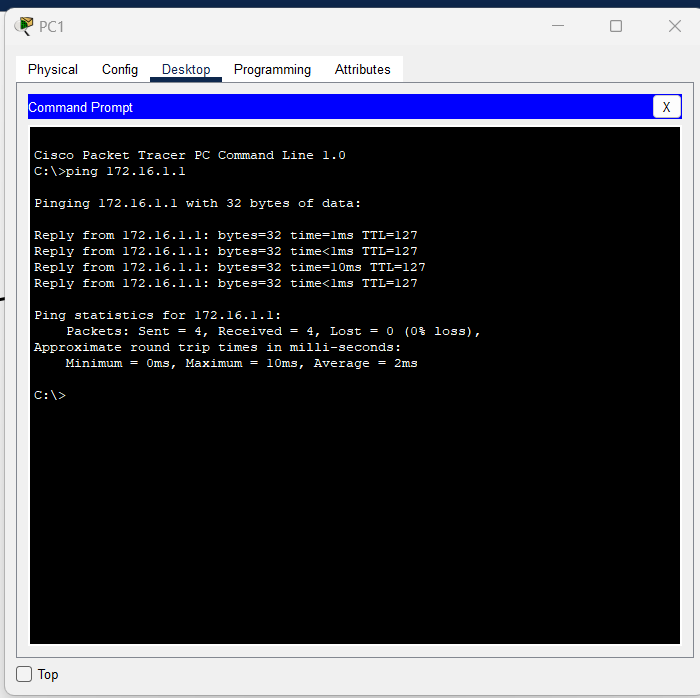 PC1
Physical Config Desktop Programming Attributes
Command Prompt X
Cisco Packet Tracer PC Command Line 1.0
C:\>ping 172.16.1.1
Pinging 172.16.1.1 with 32 bytes of data:
Reply from 172.16.1.1: bytes=32 time=1ms TTL=127
Reply from 172.16.1.1: bytes=32 time<1ms TTL=127
Reply from 172.16.1.1: bytes=32 time=10ms TTL=127
Reply from 172.16.1.1: bytes=32 time<1ms TTL=127
Ping statistics for 172.16.1.1:
    Packets: Sent = 4, Received = 4, Lost = 0 (0% loss),
Approximate round trip times in milli-seconds:
    Minimum = 0ms, Maximum = 10ms, Average = 2ms
C:\>
Top